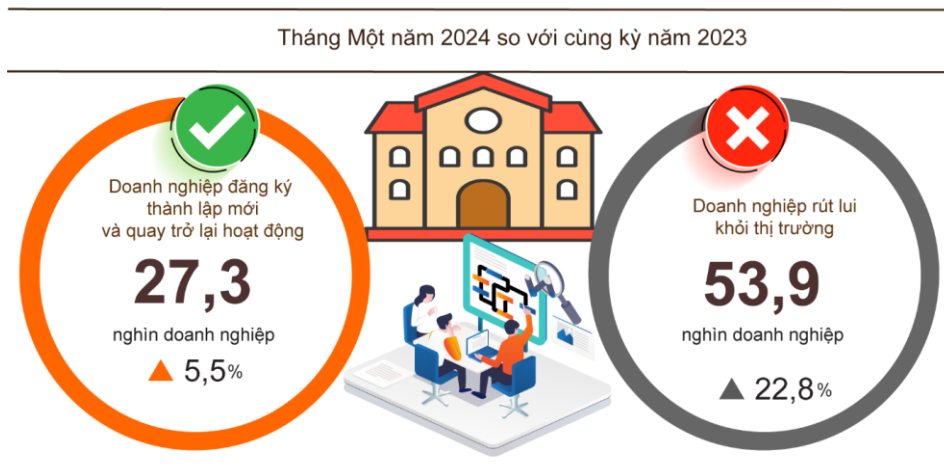 Tháng Một năm 2024 so với cùng kỳ năm 2023
Doanh nghiệp đăng ký
thành lập mới
và quay trở lại hoạt động
27,3
nghìn doanh nghiệp
▲ 5,5%
Doanh nghiệp rút lui
khỏi thị trường
53,9
nghìn doanh nghiệp
▲ 22,8%